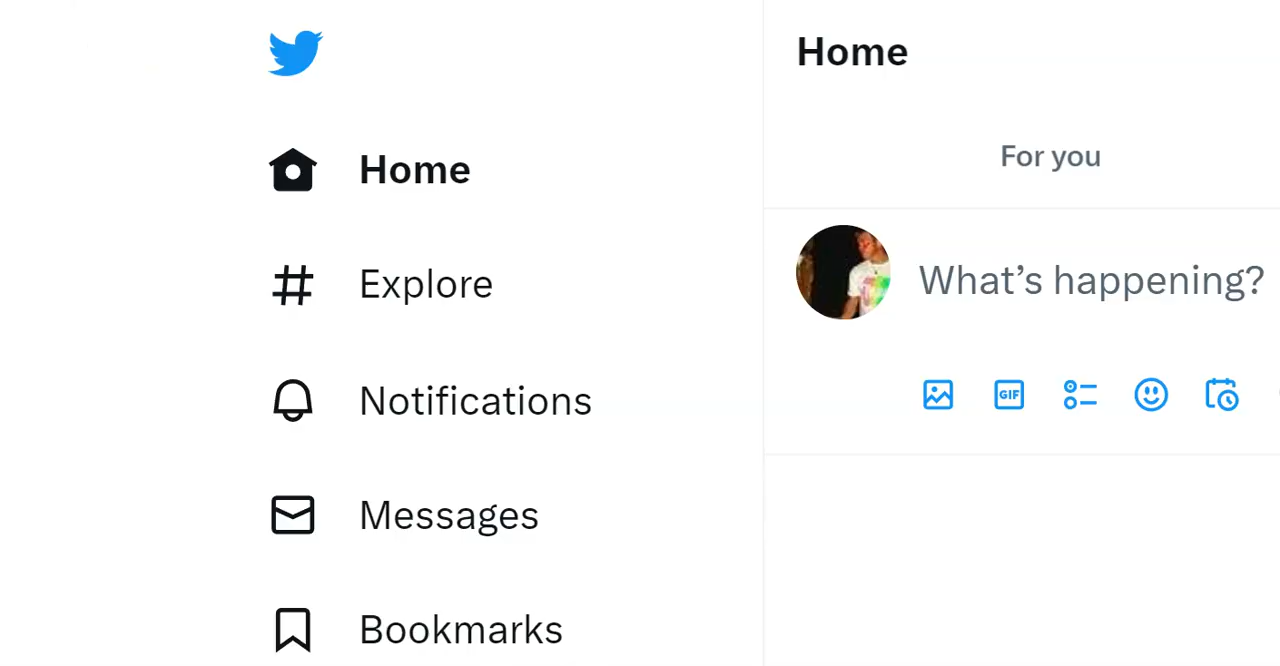 Home
Explore
Notifications
Messages
Bookmarks
Home
For you
What’s happening?
GIF